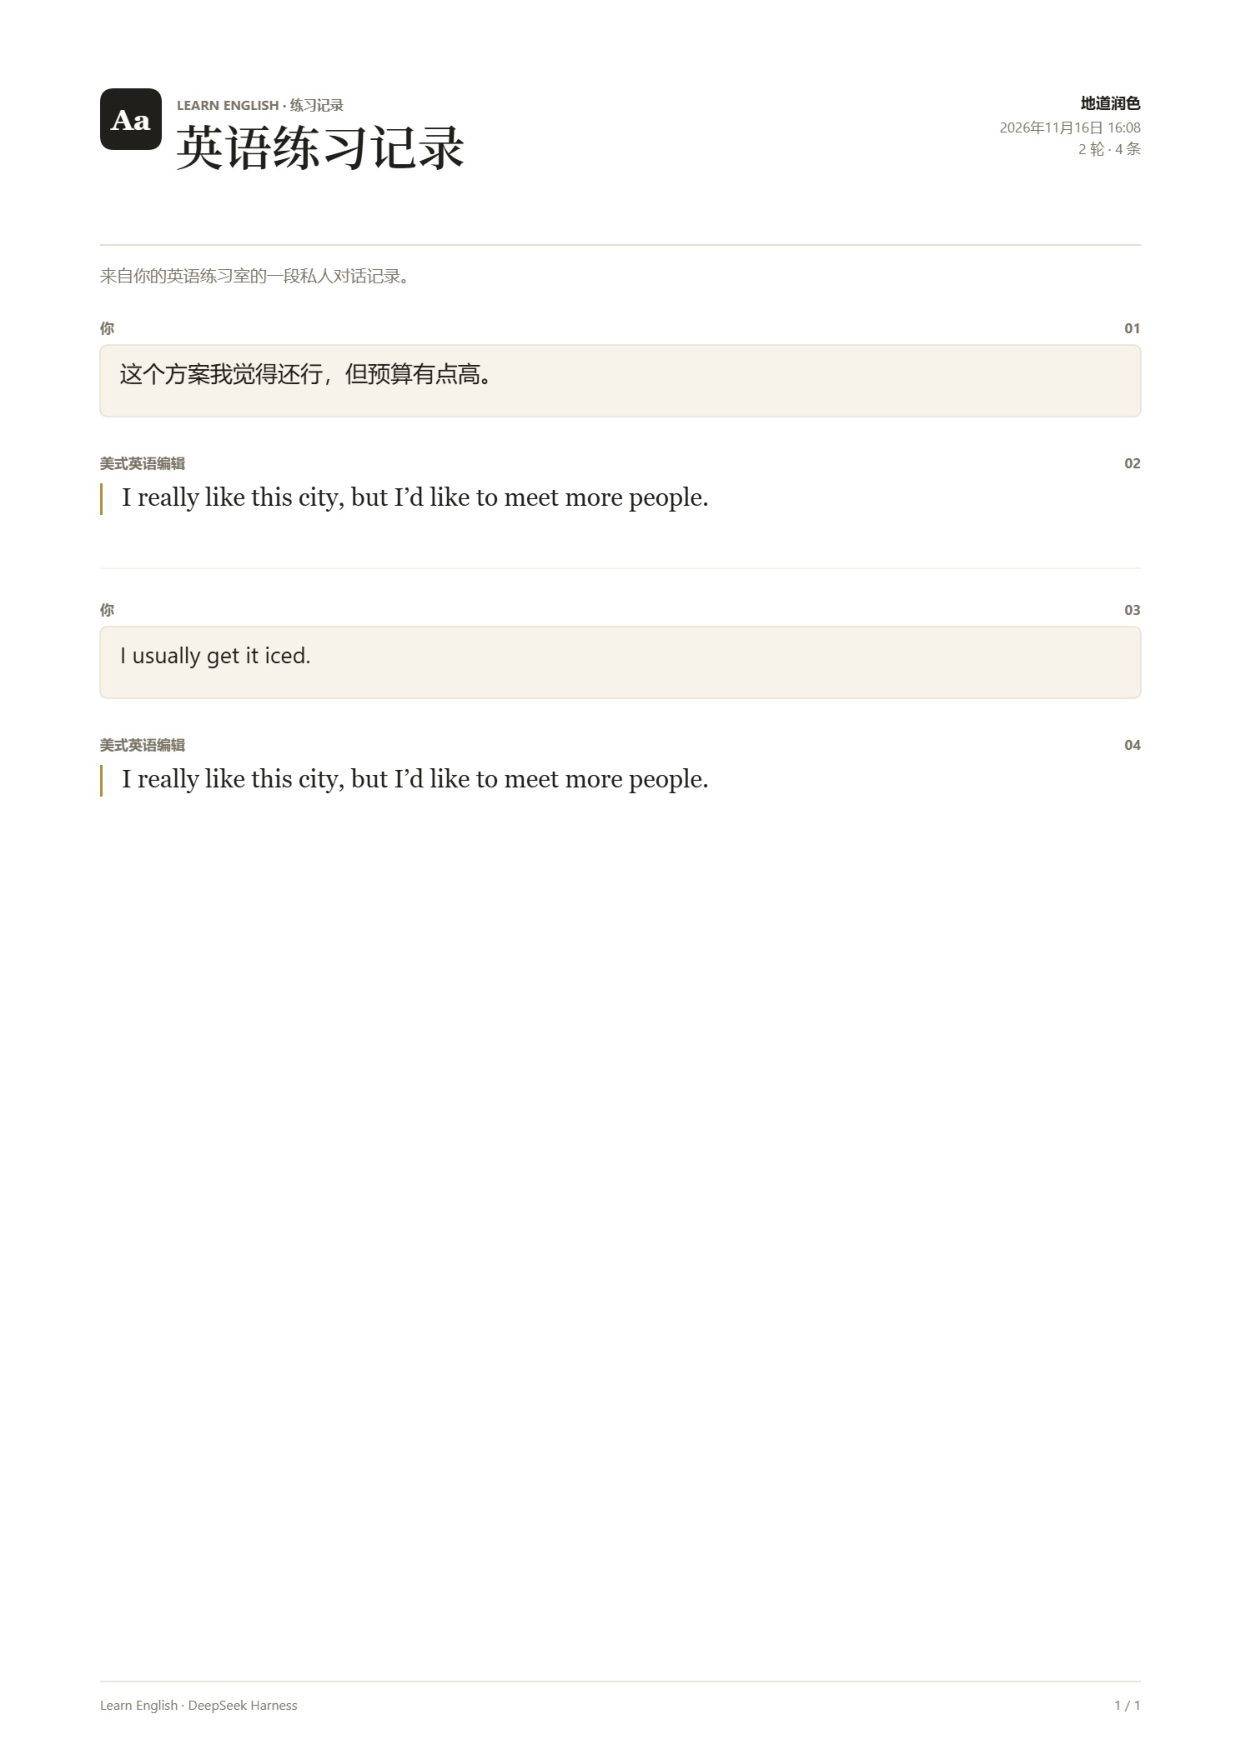 Aa
LEARN ENGLISH · 练习记录
英语练习记录
地道润色
2026年11月16日 16:08
2 轮 · 4 条
来自你的英语练习室的一段私人对话记录。
你 01
这个方案我觉得还行，但预算有点高。
美式英语编辑 02
I really like this city, but I’d like to meet more people.
你 03
I usually get it iced.
美式英语编辑 04
I really like this city, but I’d like to meet more people.
Learn English · DeepSeek Harness 1 / 1